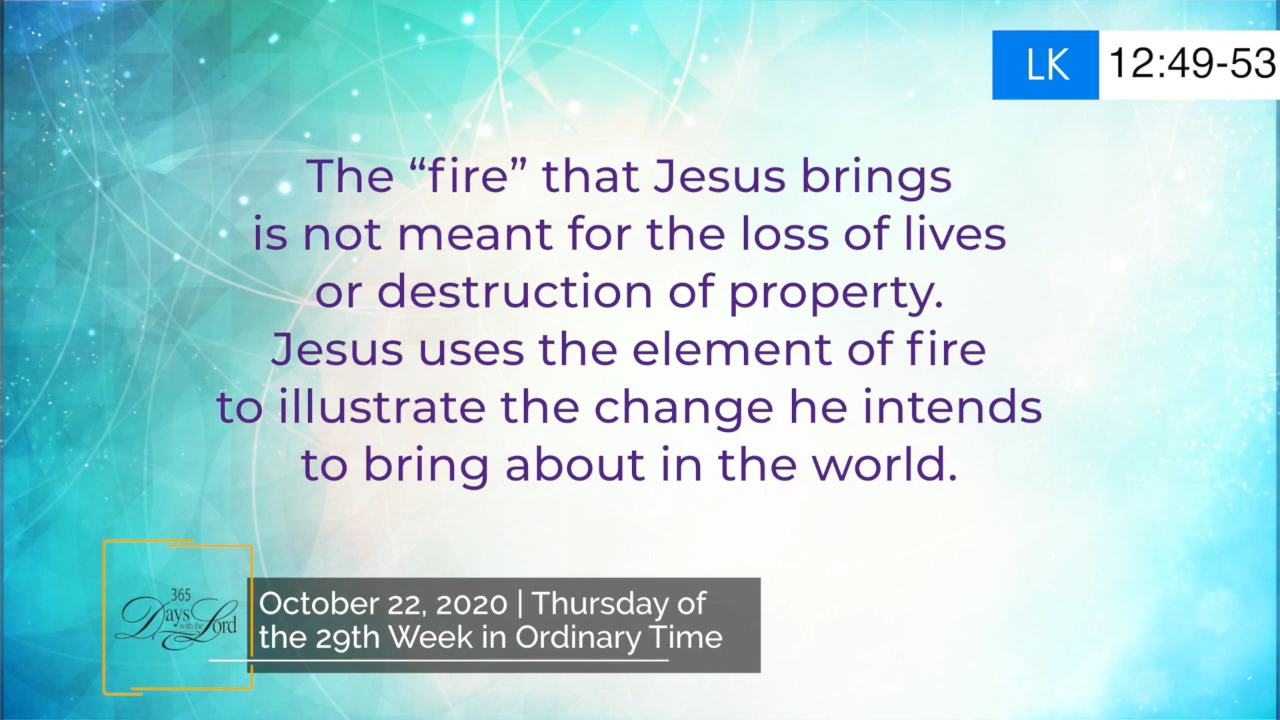 LK 12:49-53
The “fire” that Jesus brings
is not meant for the loss of lives
or destruction of property.
Jesus uses the element of fire
to illustrate the change he intends
to bring about in the world.
365
Days with the Lord
October 22, 2020 | Thursday of
the 29th Week in Ordinary Time